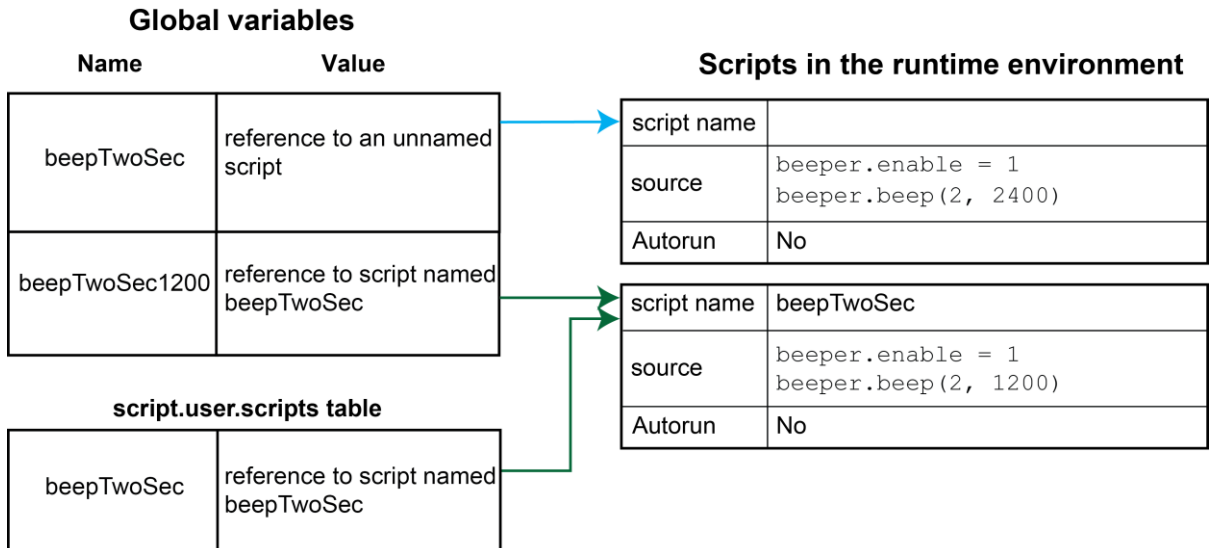 Global variables
Name Value
beepTwoSec
reference to an unnamed
script
beepTwoSec1200
reference to script named
beepTwoSec
script.user.scripts table
beepTwoSec
reference to script named
beepTwoSec
Scripts in the runtime environment
script name
source
beeper.enable = 1
beeper.beep(2, 2400)
Autorun No
script name beepTwoSec
source
beeper.enable = 1
beeper.beep(2, 1200)
Autorun No